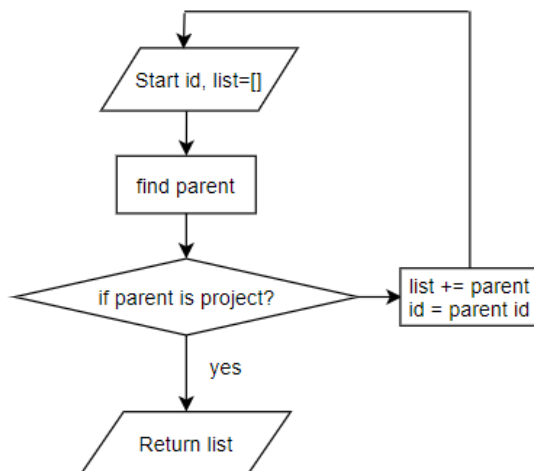 Start id, list=[]
find parent
if parent is project?
list += parent
id = parent id
yes
Return list